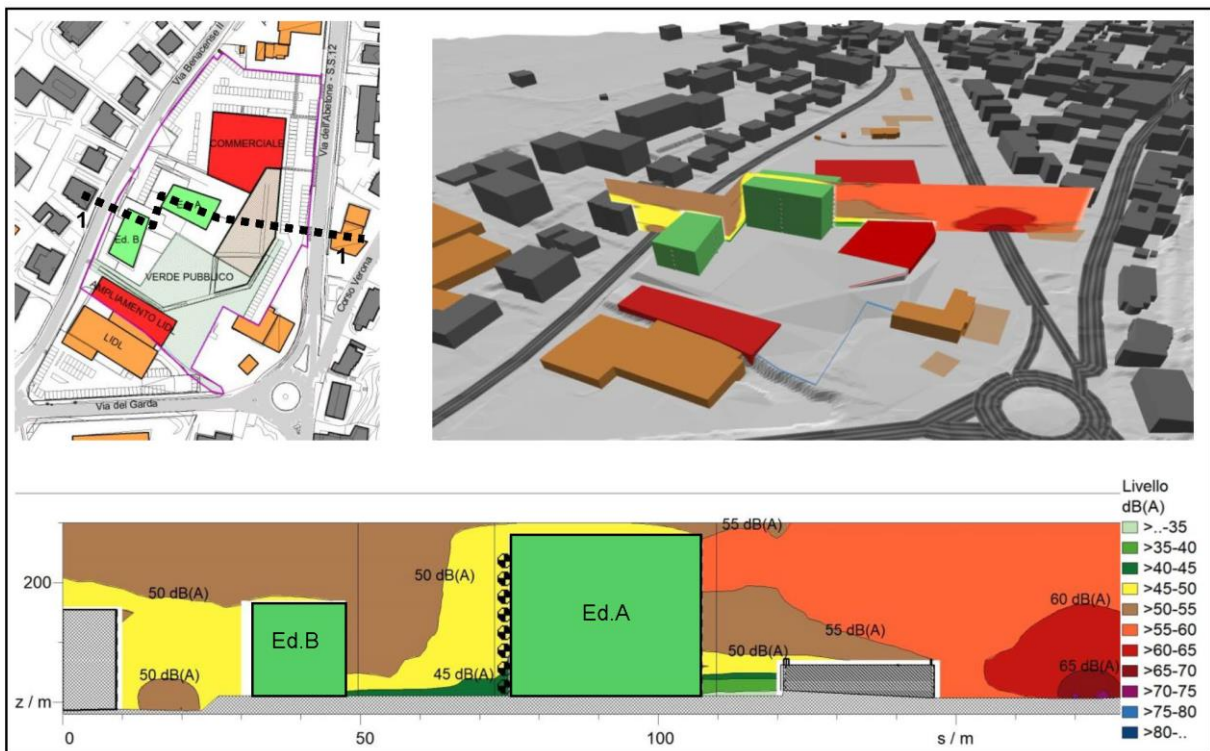 Via Benacense II
Via dell'Abetone - S.S.12
COMMERCIALE
Ed. A
1
Ed. B
1
Corso Verona
VERDE PUBBLICO
AMPLIAMENTO LIDL
LIDL
Via del Garda
Livello
dB(A)
>..-35
>35-40
>40-45
>45-50
>50-55
>55-60
>60-65
>65-70
>70-75
>75-80
>80-..
55 dB(A)
200
50 dB(A)
50 dB(A)
60 dB(A)
Ed.B
Ed.A
55 dB(A)
50 dB(A)
50 dB(A)
45 dB(A)
65 dB(A)
z / m
0
50
100
s / m